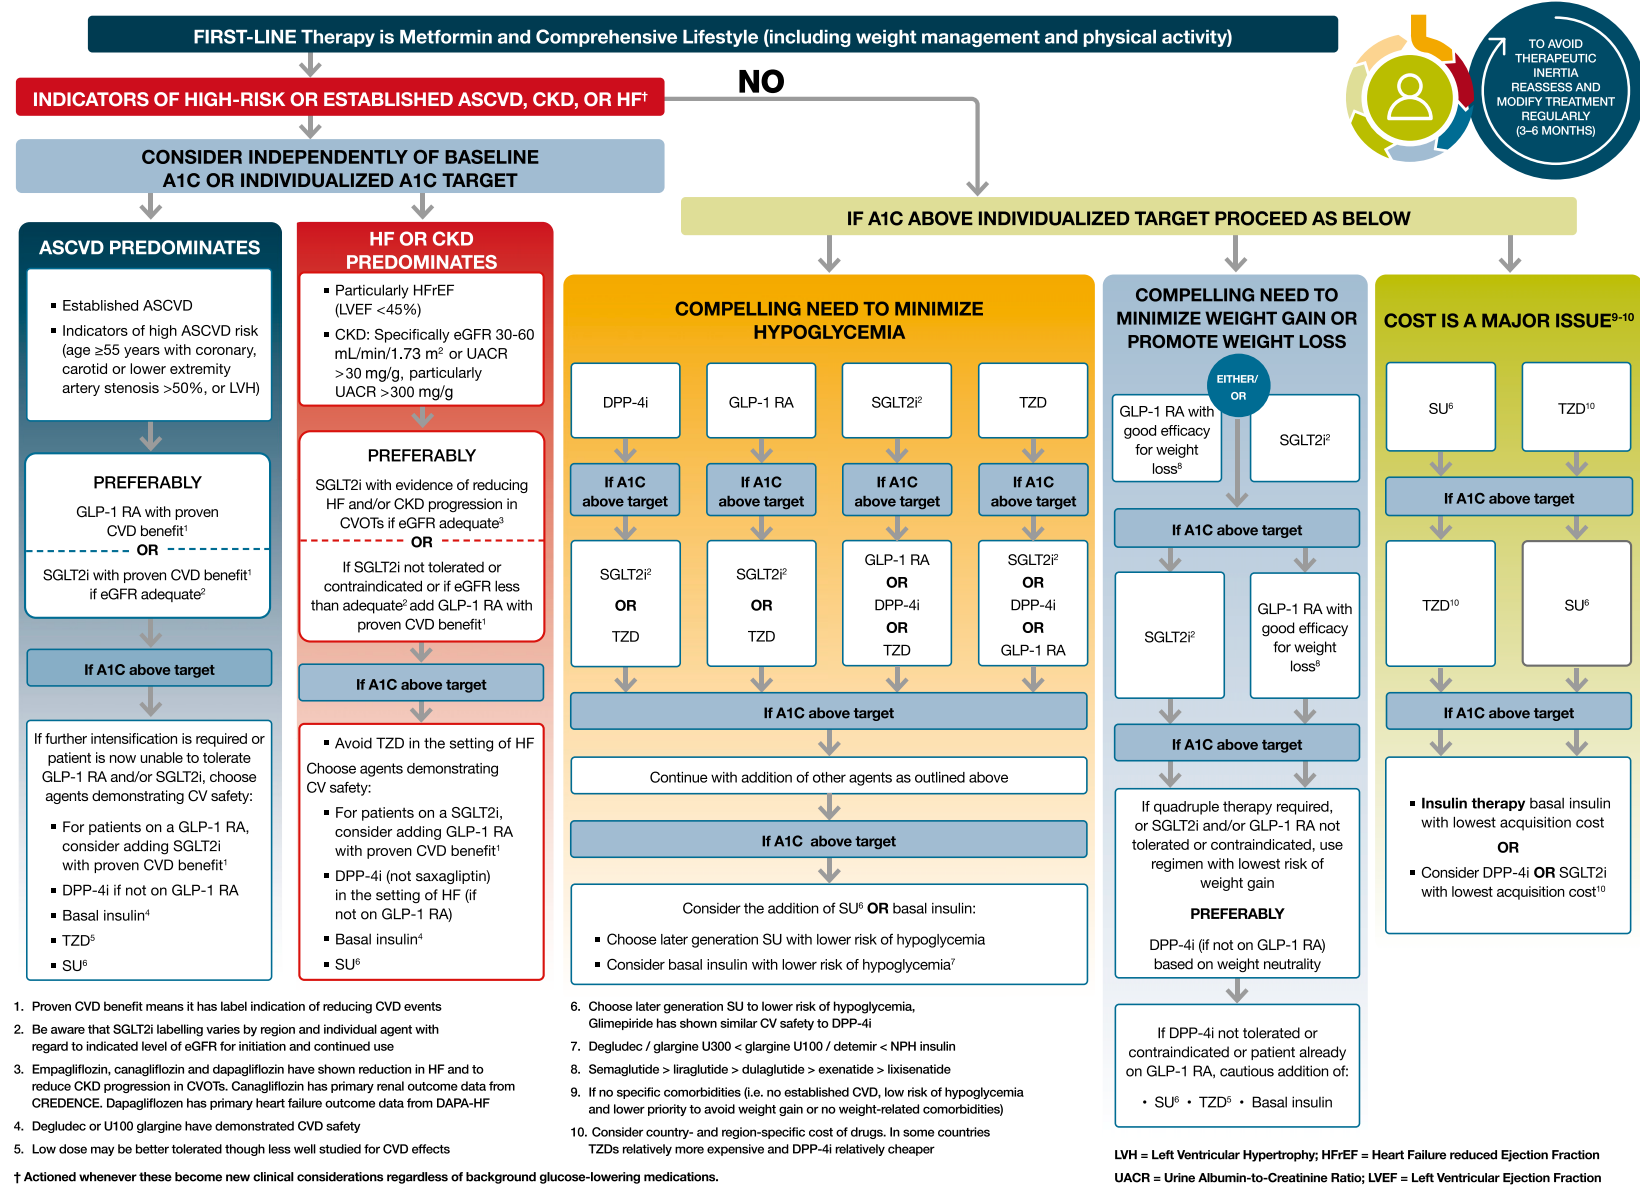 FIRST-LINE Therapy is Metformin and Comprehensive Lifestyle (including weight management and physical activity)
TO AVOID
THERAPEUTIC
INERTIA
REASSESS AND
MODIFY TREATMENT
REGULARLY
(3–6 MONTHS)
INDICATORS OF HIGH-RISK OR ESTABLISHED ASCVD, CKD, OR HF†
NO
CONSIDER INDEPENDENTLY OF BASELINE
A1C OR INDIVIDUALIZED A1C TARGET
IF A1C ABOVE INDIVIDUALIZED TARGET PROCEED AS BELOW
ASCVD PREDOMINATES
▪ Established ASCVD
▪ Indicators of high ASCVD risk
(age ≥55 years with coronary,
carotid or lower extremity
artery stenosis >50%, or LVH)
PREFERABLY
GLP-1 RA with proven
CVD benefit¹
OR
SGLT2i with proven CVD benefit¹
if eGFR adequate²
If A1C above target
If further intensification is required or
patient is now unable to tolerate
GLP-1 RA and/or SGLT2i, choose
agents demonstrating CV safety:
▪ For patients on a GLP-1 RA,
consider adding SGLT2i
with proven CVD benefit¹
▪ DPP-4i if not on GLP-1 RA
▪ Basal insulin⁴
▪ TZD⁵
▪ SU⁶
HF OR CKD
PREDOMINATES
▪ Particularly HFrEF
(LVEF <45%)
▪ CKD: Specifically eGFR 30-60
mL/min/1.73 m² or UACR
>30 mg/g, particularly
UACR >300 mg/g
PREFERABLY
SGLT2i with evidence of reducing
HF and/or CKD progression in
CVOTs if eGFR adequate³
OR
If SGLT2i not tolerated or
contraindicated or if eGFR less
than adequate² add GLP-1 RA with
proven CVD benefit¹
If A1C above target
▪ Avoid TZD in the setting of HF
Choose agents demonstrating
CV safety:
▪ For patients on a SGLT2i,
consider adding GLP-1 RA
with proven CVD benefit¹
▪ DPP-4i (not saxagliptin)
in the setting of HF (if
not on GLP-1 RA)
▪ Basal insulin⁴
▪ SU⁶
COMPELLING NEED TO MINIMIZE
HYPOGLYCEMIA
DPP-4i
GLP-1 RA
SGLT2i²
TZD
If A1C
above target
If A1C
above target
If A1C
above target
If A1C
above target
SGLT2i²
OR
TZD
SGLT2i²
OR
TZD
GLP-1 RA
OR
DPP-4i
OR
TZD
SGLT2i²
OR
DPP-4i
OR
GLP-1 RA
If A1C above target
Continue with addition of other agents as outlined above
If A1C above target
Consider the addition of SU⁶ OR basal insulin:
▪ Choose later generation SU with lower risk of hypoglycemia
▪ Consider basal insulin with lower risk of hypoglycemia⁷
COMPELLING NEED TO
MINIMIZE WEIGHT GAIN OR
PROMOTE WEIGHT LOSS
EITHER/
OR
GLP-1 RA with
good efficacy
for weight
loss⁸
SGLT2i²
If A1C above target
SGLT2i²
GLP-1 RA with
good efficacy
for weight
loss⁸
If A1C above target
If quadruple therapy required,
or SGLT2i and/or GLP-1 RA not
tolerated or contraindicated, use
regimen with lowest risk of
weight gain
PREFERABLY
DPP-4i (if not on GLP-1 RA)
based on weight neutrality
If DPP-4i not tolerated or
contraindicated or patient already
on GLP-1 RA, cautious addition of:
• SU⁶ • TZD⁵ • Basal insulin
COST IS A MAJOR ISSUE⁹⁻¹⁰
SU⁶
TZD¹⁰
If A1C above target
TZD¹⁰
SU⁶
If A1C above target
▪ Insulin therapy basal insulin
with lowest acquisition cost
OR
▪ Consider DPP-4i OR SGLT2i
with lowest acquisition cost¹⁰
1. Proven CVD benefit means it has label indication of reducing CVD events
2. Be aware that SGLT2i labelling varies by region and individual agent with
regard to indicated level of eGFR for initiation and continued use
3. Empagliflozin, canagliflozin and dapagliflozin have shown reduction in HF and to
reduce CKD progression in CVOTs. Canagliflozin has primary renal outcome data from
CREDENCE. Dapagliflozen has primary heart failure outcome data from DAPA-HF
4. Degludec or U100 glargine have demonstrated CVD safety
5. Low dose may be better tolerated though less well studied for CVD effects
† Actioned whenever these become new clinical considerations regardless of background glucose-lowering medications.
6. Choose later generation SU to lower risk of hypoglycemia,
Glimepiride has shown similar CV safety to DPP-4i
7. Degludec / glargine U300 < glargine U100 / detemir < NPH insulin
8. Semaglutide > liraglutide > dulaglutide > exenatide > lixisenatide
9. If no specific comorbidities (i.e. no established CVD, low risk of hypoglycemia
and lower priority to avoid weight gain or no weight-related comorbidities)
10. Consider country- and region-specific cost of drugs. In some countries
TZDs relatively more expensive and DPP-4i relatively cheaper
LVH = Left Ventricular Hypertrophy; HFrEF = Heart Failure reduced Ejection Fraction
UACR = Urine Albumin-to-Creatinine Ratio; LVEF = Left Ventricular Ejection Fraction